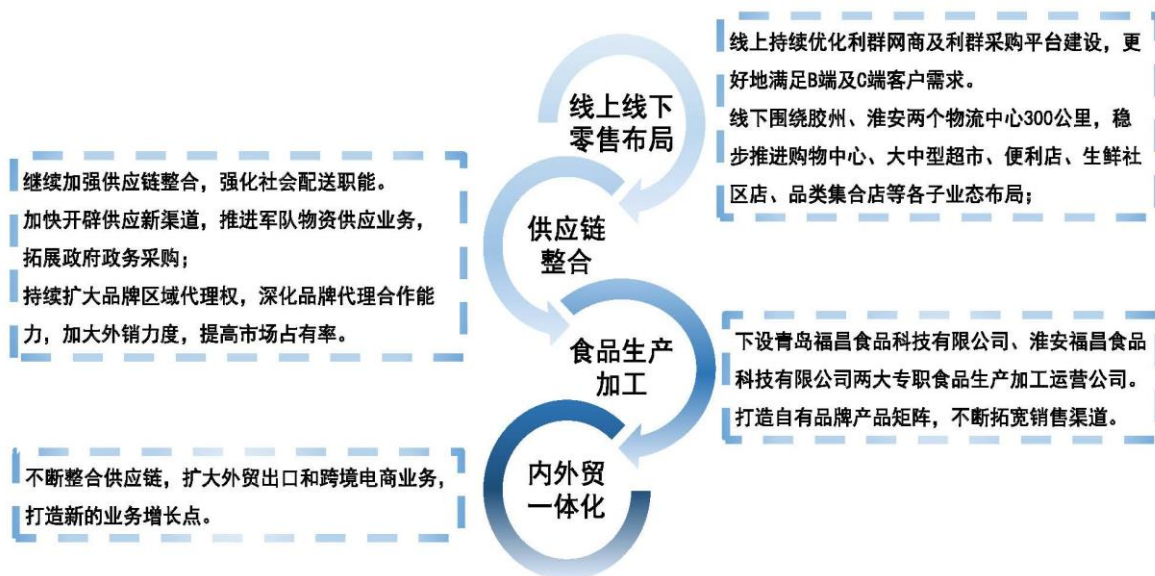 线上线下
零售布局
线上持续优化利群网商及利群采购平台建设，更
好地满足B端及C端客户需求。
线下围绕胶州、淮安两个物流中心300公里，稳
步推进购物中心、大中型超市、便利店、生鲜社
区店、品类集合店等各子业态布局；
供应链
整合
继续加强供应链整合，强化社会配送职能。
加快开辟供应新渠道，推进军队物资供应业务，
拓展政府政务采购；
持续扩大品牌区域代理权，深化品牌代理合作能
力，加大外销力度，提高市场占有率。
食品生产
加工
下设青岛福昌食品科技有限公司、淮安福昌食品
科技有限公司两大专职食品生产加工运营公司。
打造自有品牌产品矩阵，不断拓宽销售渠道。
内外贸
一体化
不断整合供应链，扩大外贸出口和跨境电商业务，
打造新的业务增长点。